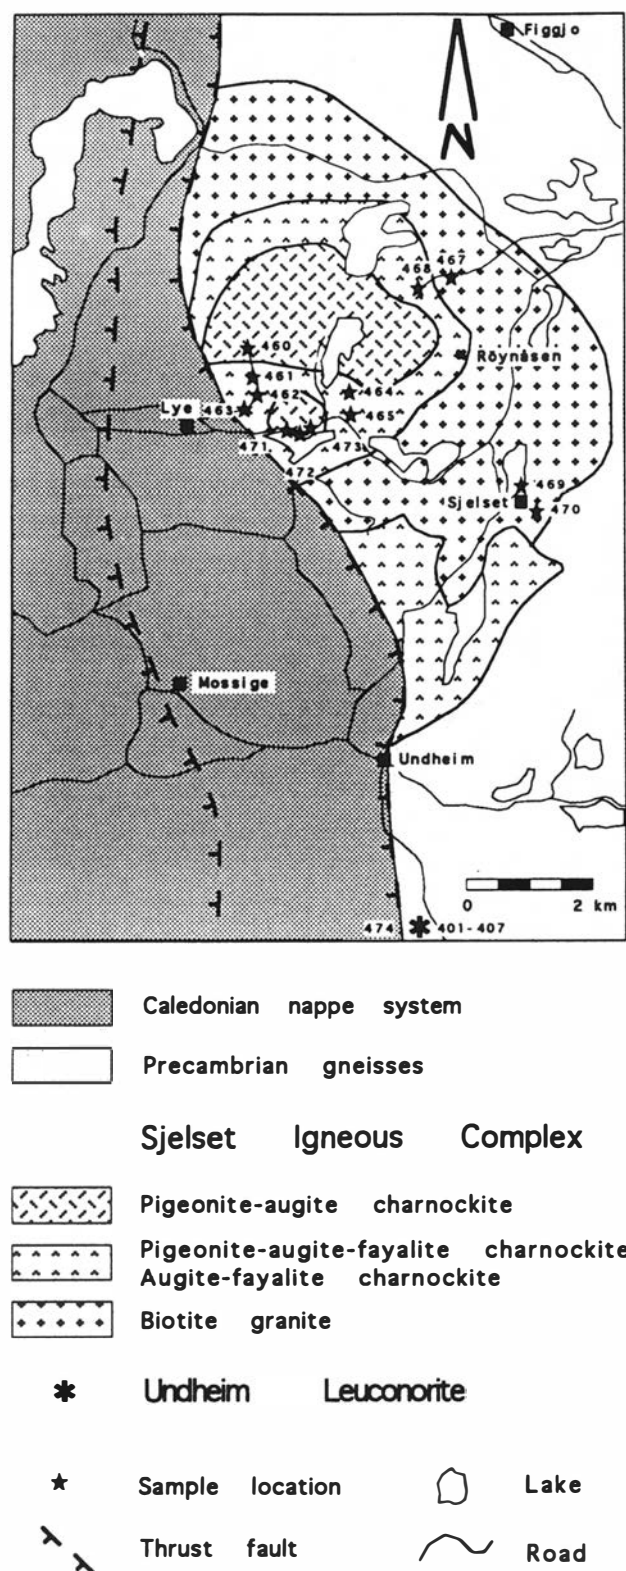 Figgjo
N
468 467
460
Röynåsen
461
464
462
Lye 463
465
471
473
472
469
Sjelset
470
Mossige
Undheim
0 2 km
474 401-407
Caledonian nappe system
Precambrian gneisses
Sjelset Igneous Complex
Pigeonite-augite charnockite
Pigeonite-augite-fayalite charnockite
Augite-fayalite charnockite
Biotite granite
Undheim Leuconorite
Sample location
Lake
Thrust fault
Road